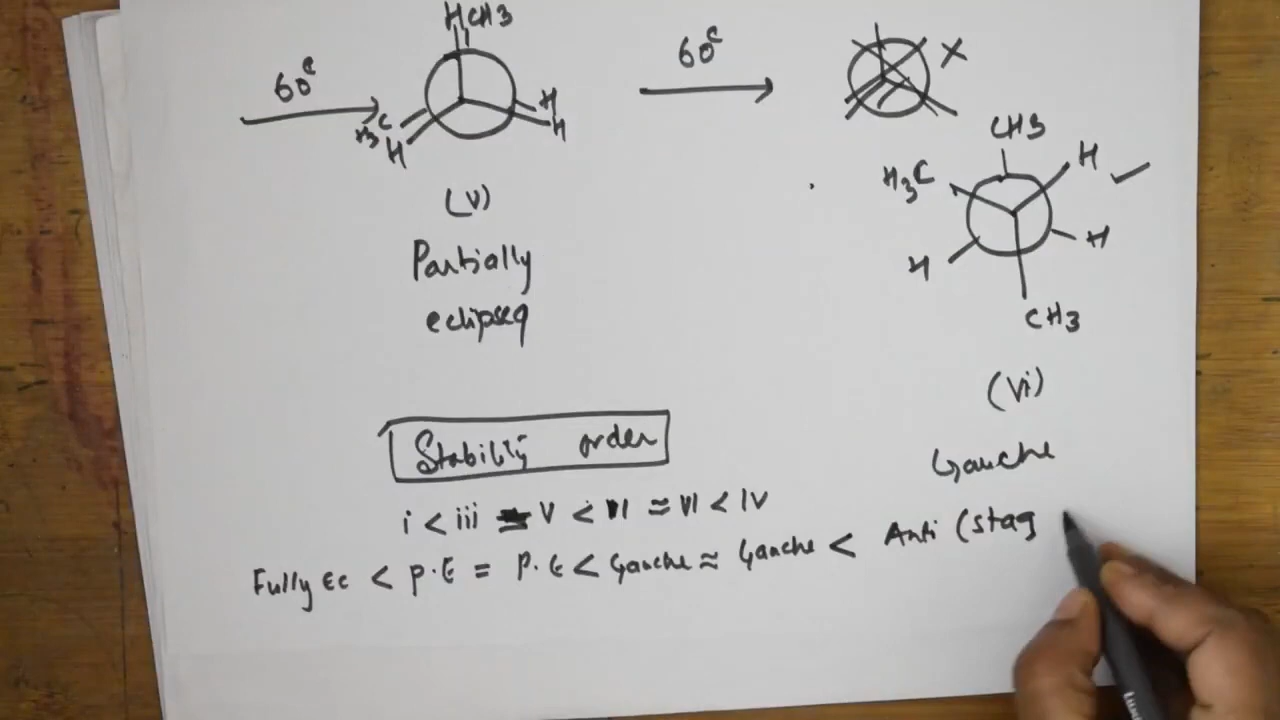 60°
HCH3
H3C
H
H
H
(V)
Partially
eclipsed
60°
X
CH3
H3C
H
H
H
CH3
(Vi)
Gauche
Stability order
i < iii = V < II ≈ VI < IV
Fully Ec < P.E = P.E < Gauche ≈ Gauche < Anti (Stag